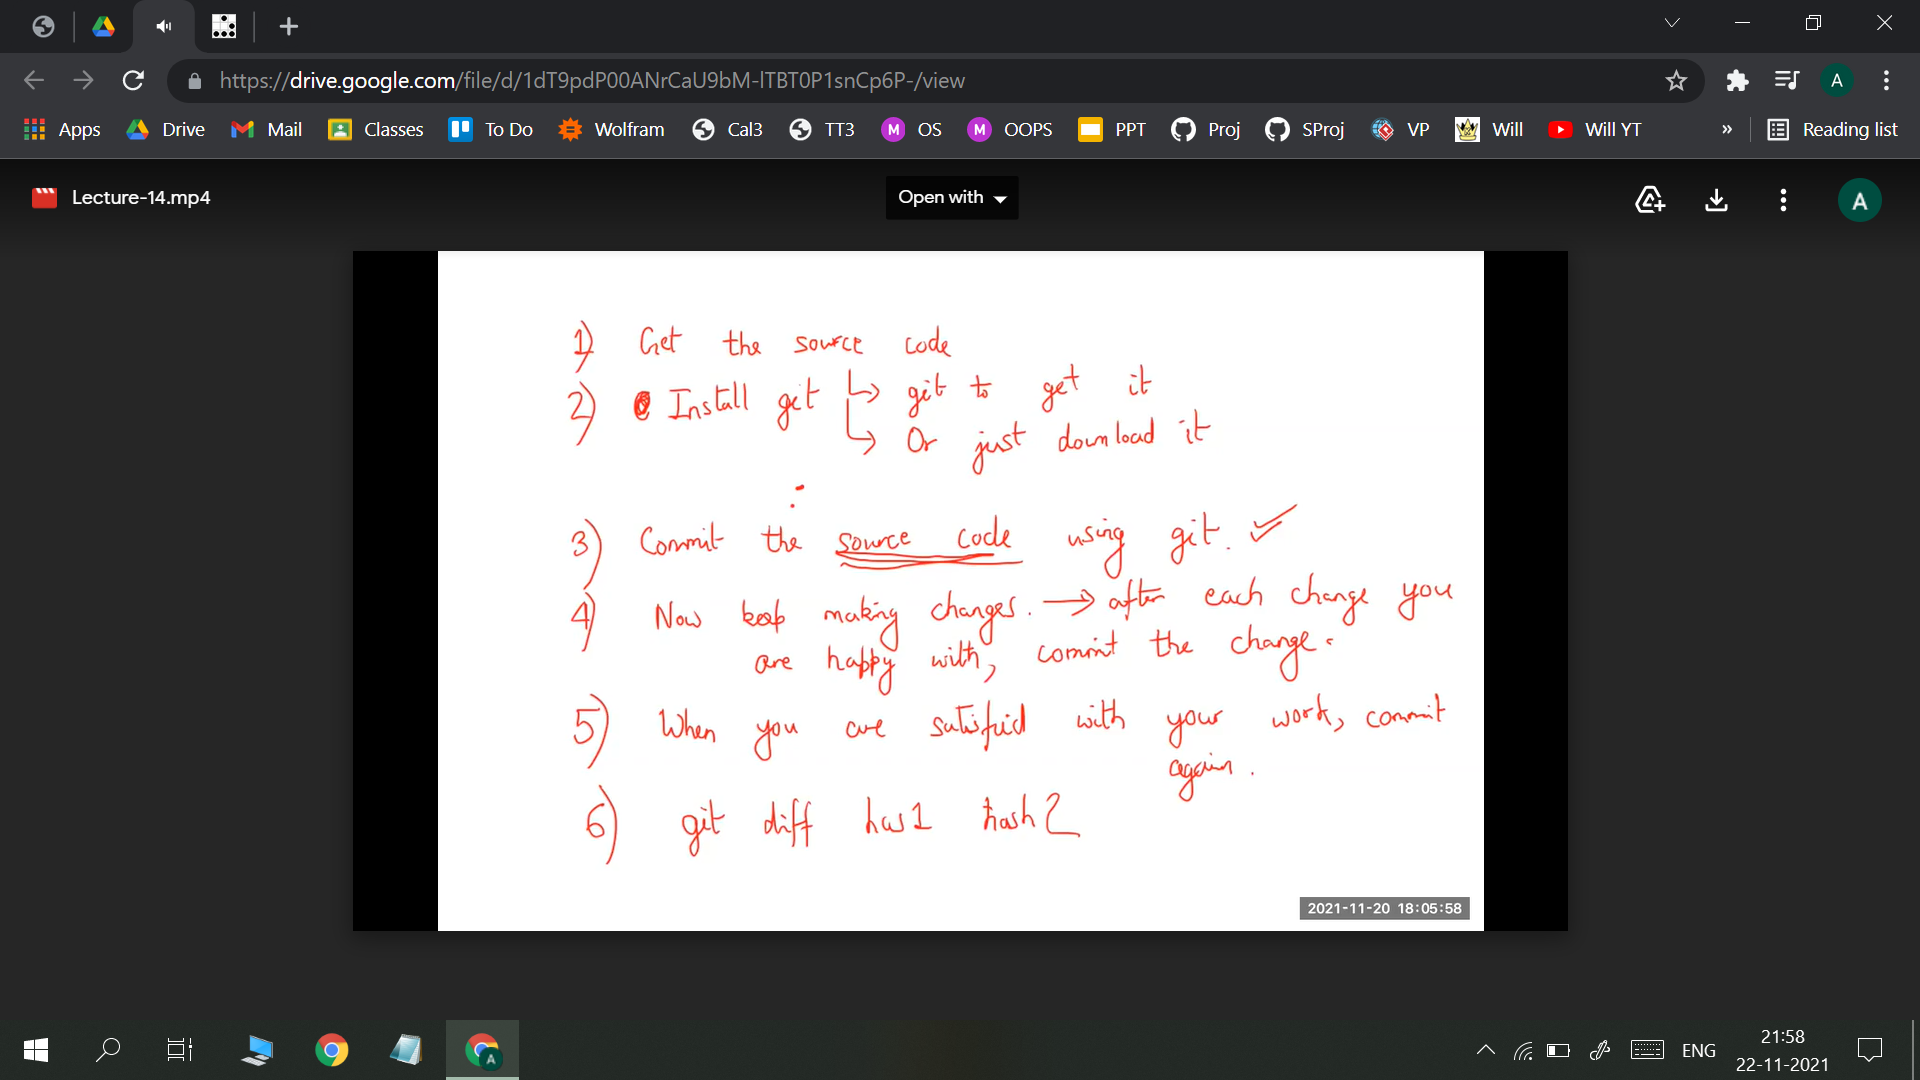 https://drive.google.com/file/d/1dT9pdP00ANrCaU9bM-lTBT0P1snCp6P-/view
A
Apps Drive Mail Classes To Do Wolfram Cal3 TT3 M OS M OOPS PPT Proj SProj VP Will Will YT » Reading list
Lecture-14.mp4 Open with A
1) Get the source code
2) Install git → git to get it
→ Or just download it
3) Commit the source code using git.
4) Now keep making changes. → after each change you
are happy with, commit the change.
5) When you are satisfied with your work, commit
again.
6) git diff has1 hash2
2021-11-20 18:05:58
A ENG 21:58
22-11-2021